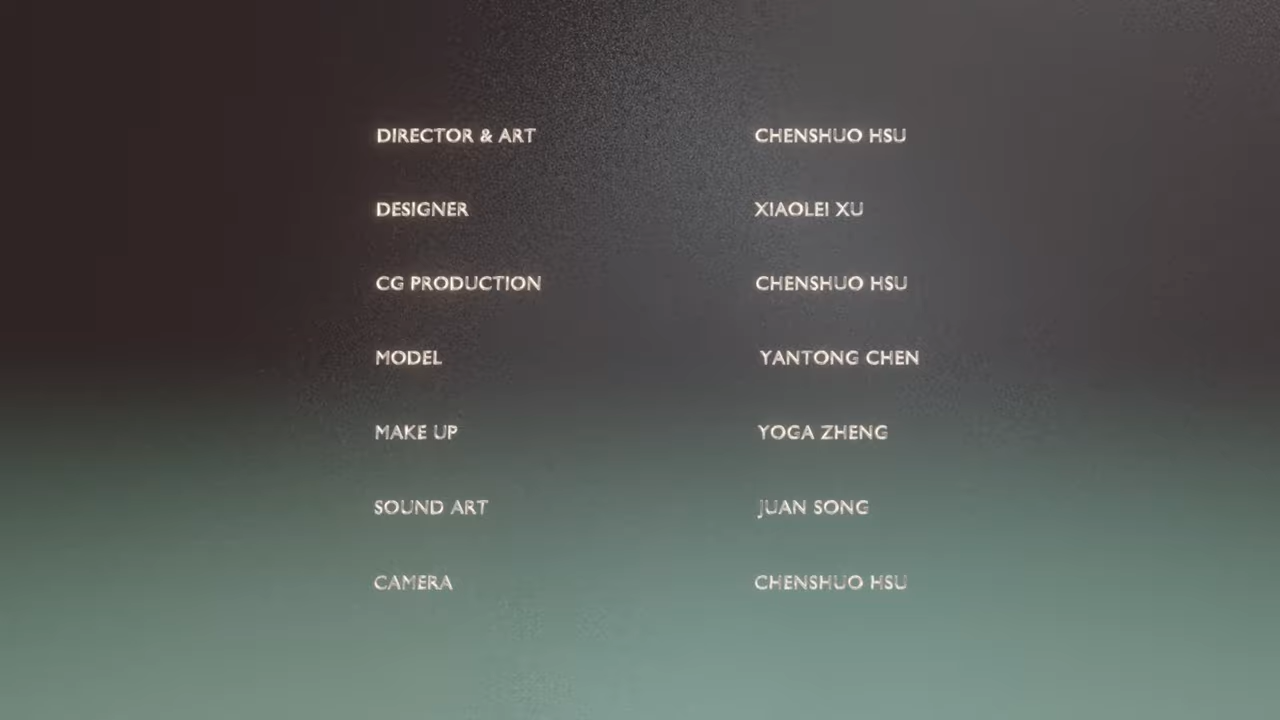 DIRECTOR & ART CHENSHUO HSU
DESIGNER XIAOLEI XU
CG PRODUCTION CHENSHUO HSU
MODEL YANTONG CHEN
MAKE UP YOGA ZHENG
SOUND ART JUAN SONG
CAMERA CHENSHUO HSU